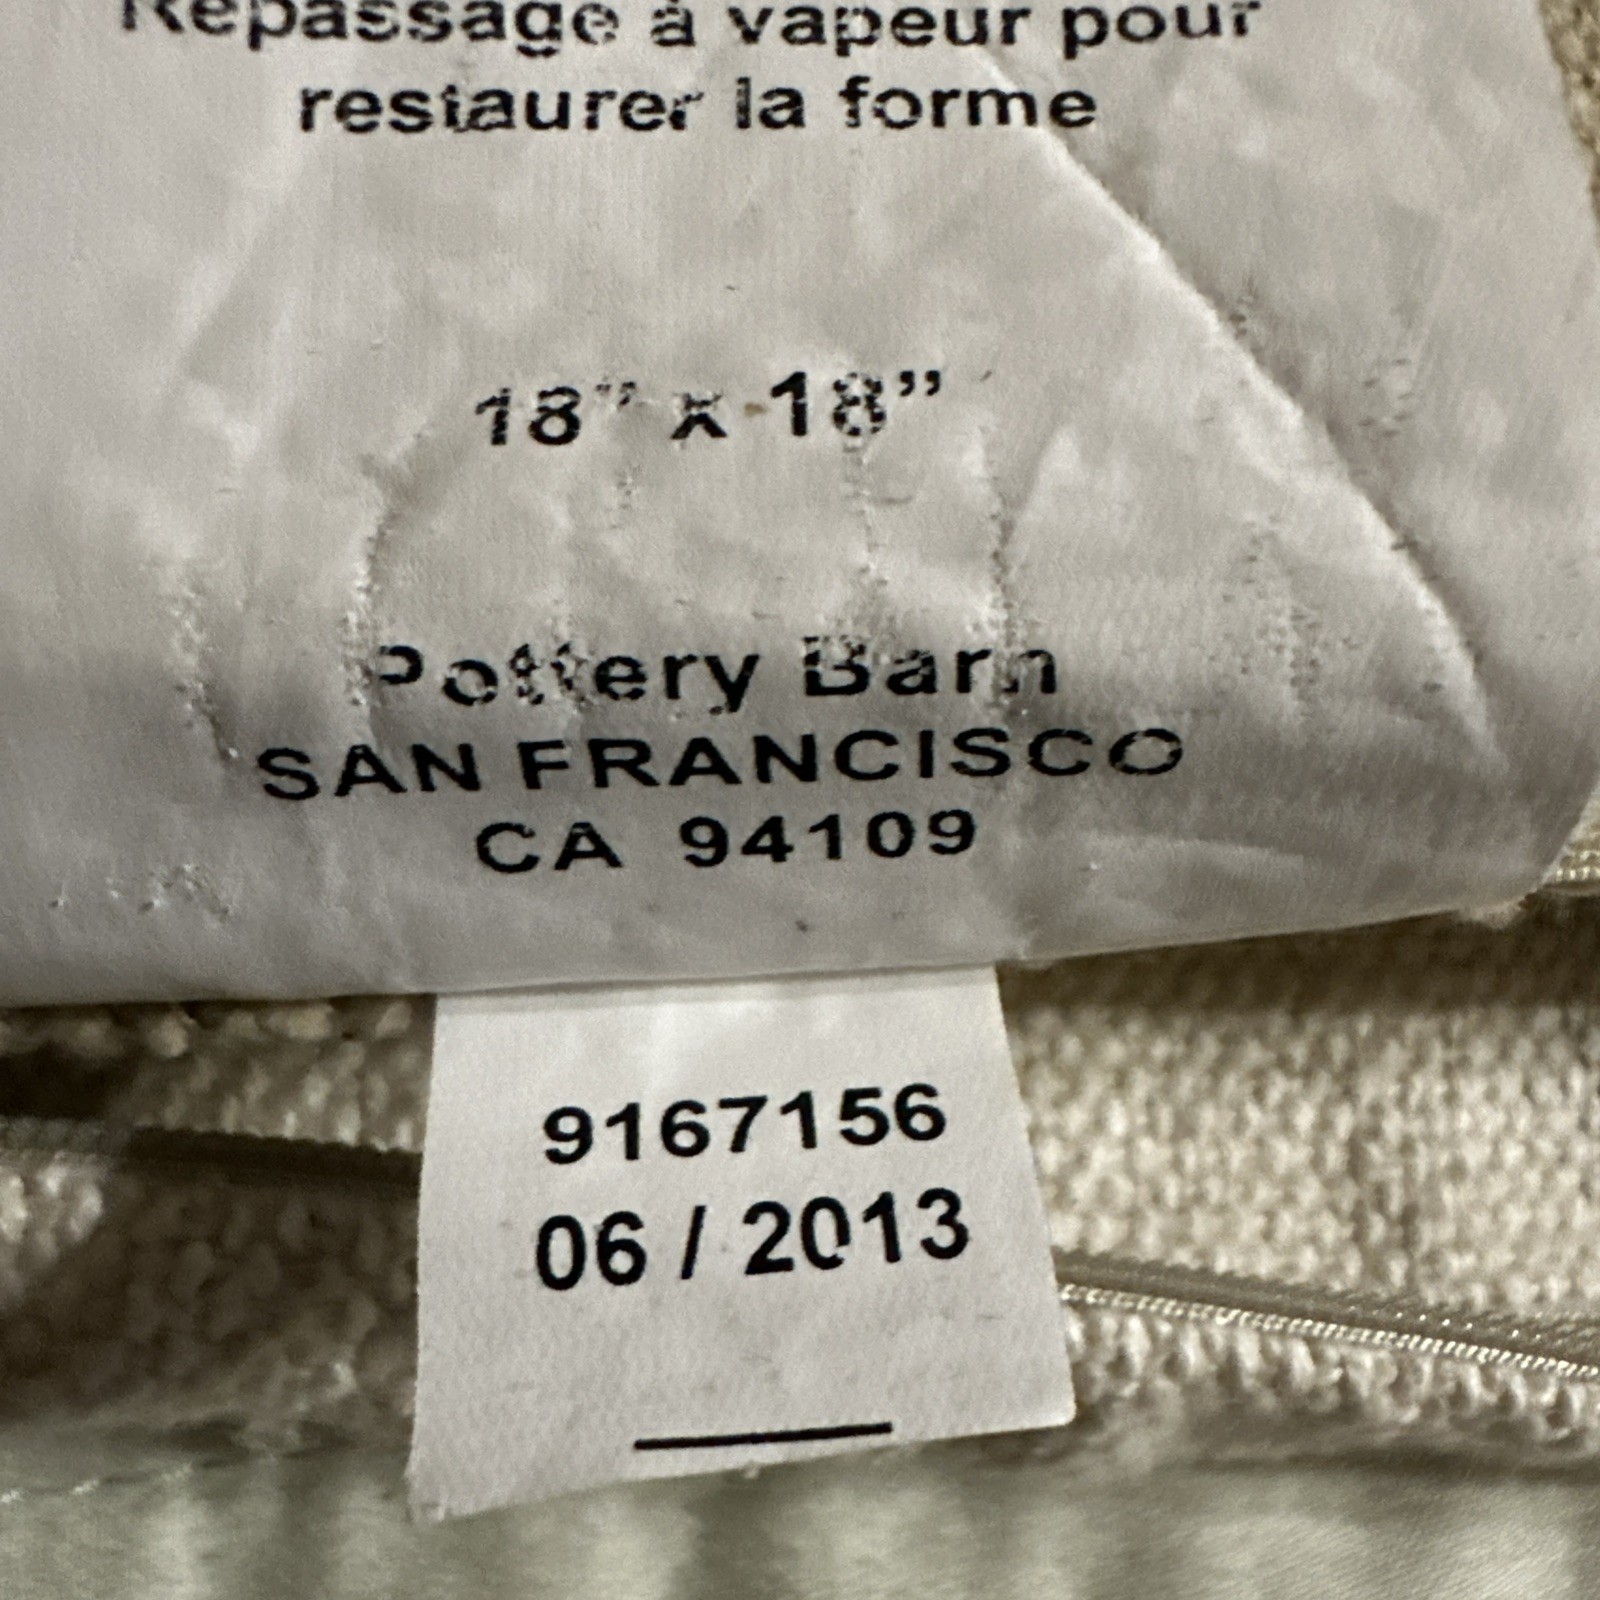 Repassage à vapeur pour
restaurer la forme
18” x 18”
Pottery Barn
SAN FRANCISCO
CA 94109
9167156
06 / 2013